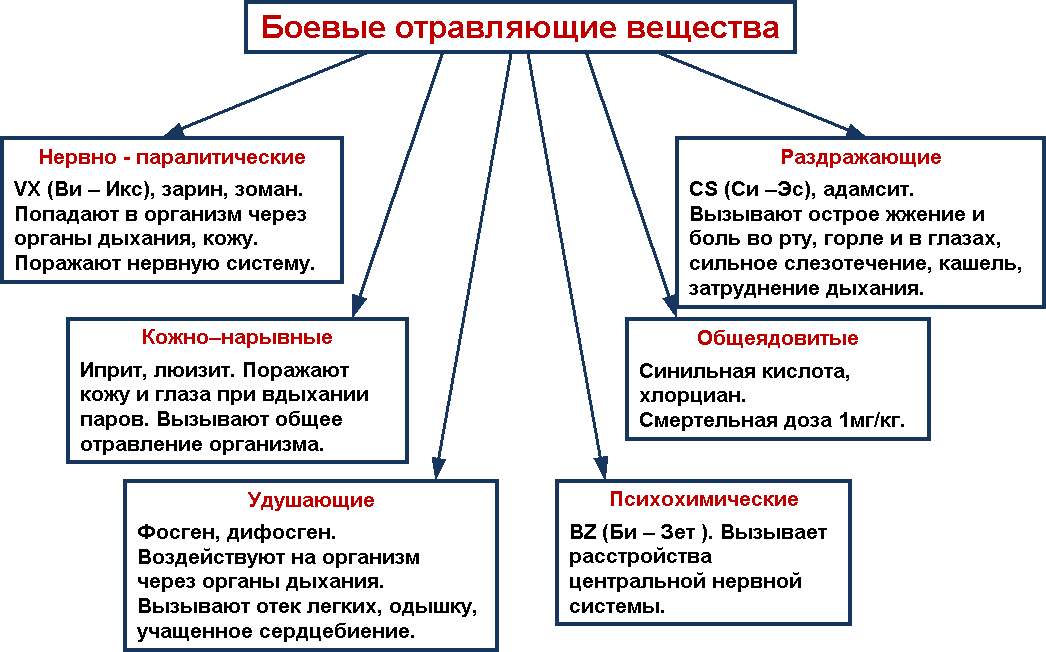 Боевые отравляющие вещества
Нервно - паралитические
VX (Ви – Икс), зарин, зоман.
Попадают в организм через
органы дыхания, кожу.
Поражают нервную систему.
Раздражающие
CS (Си –Эс), адамсит.
Вызывают острое жжение и
боль во рту, горле и в глазах,
сильное слезотечение, кашель,
затруднение дыхания.
Кожно–нарывные
Иприт, люизит. Поражают
кожу и глаза при вдыхании
паров. Вызывают общее
отравление организма.
Общеядовитые
Синильная кислота,
хлорциан.
Смертельная доза 1мг/кг.
Удушающие
Фосген, дифосген.
Воздействуют на организм
через органы дыхания.
Вызывают отек легких, одышку,
учащенное сердцебиение.
Психохимические
BZ (Би – Зет ). Вызывает
расстройства
центральной нервной
системы.